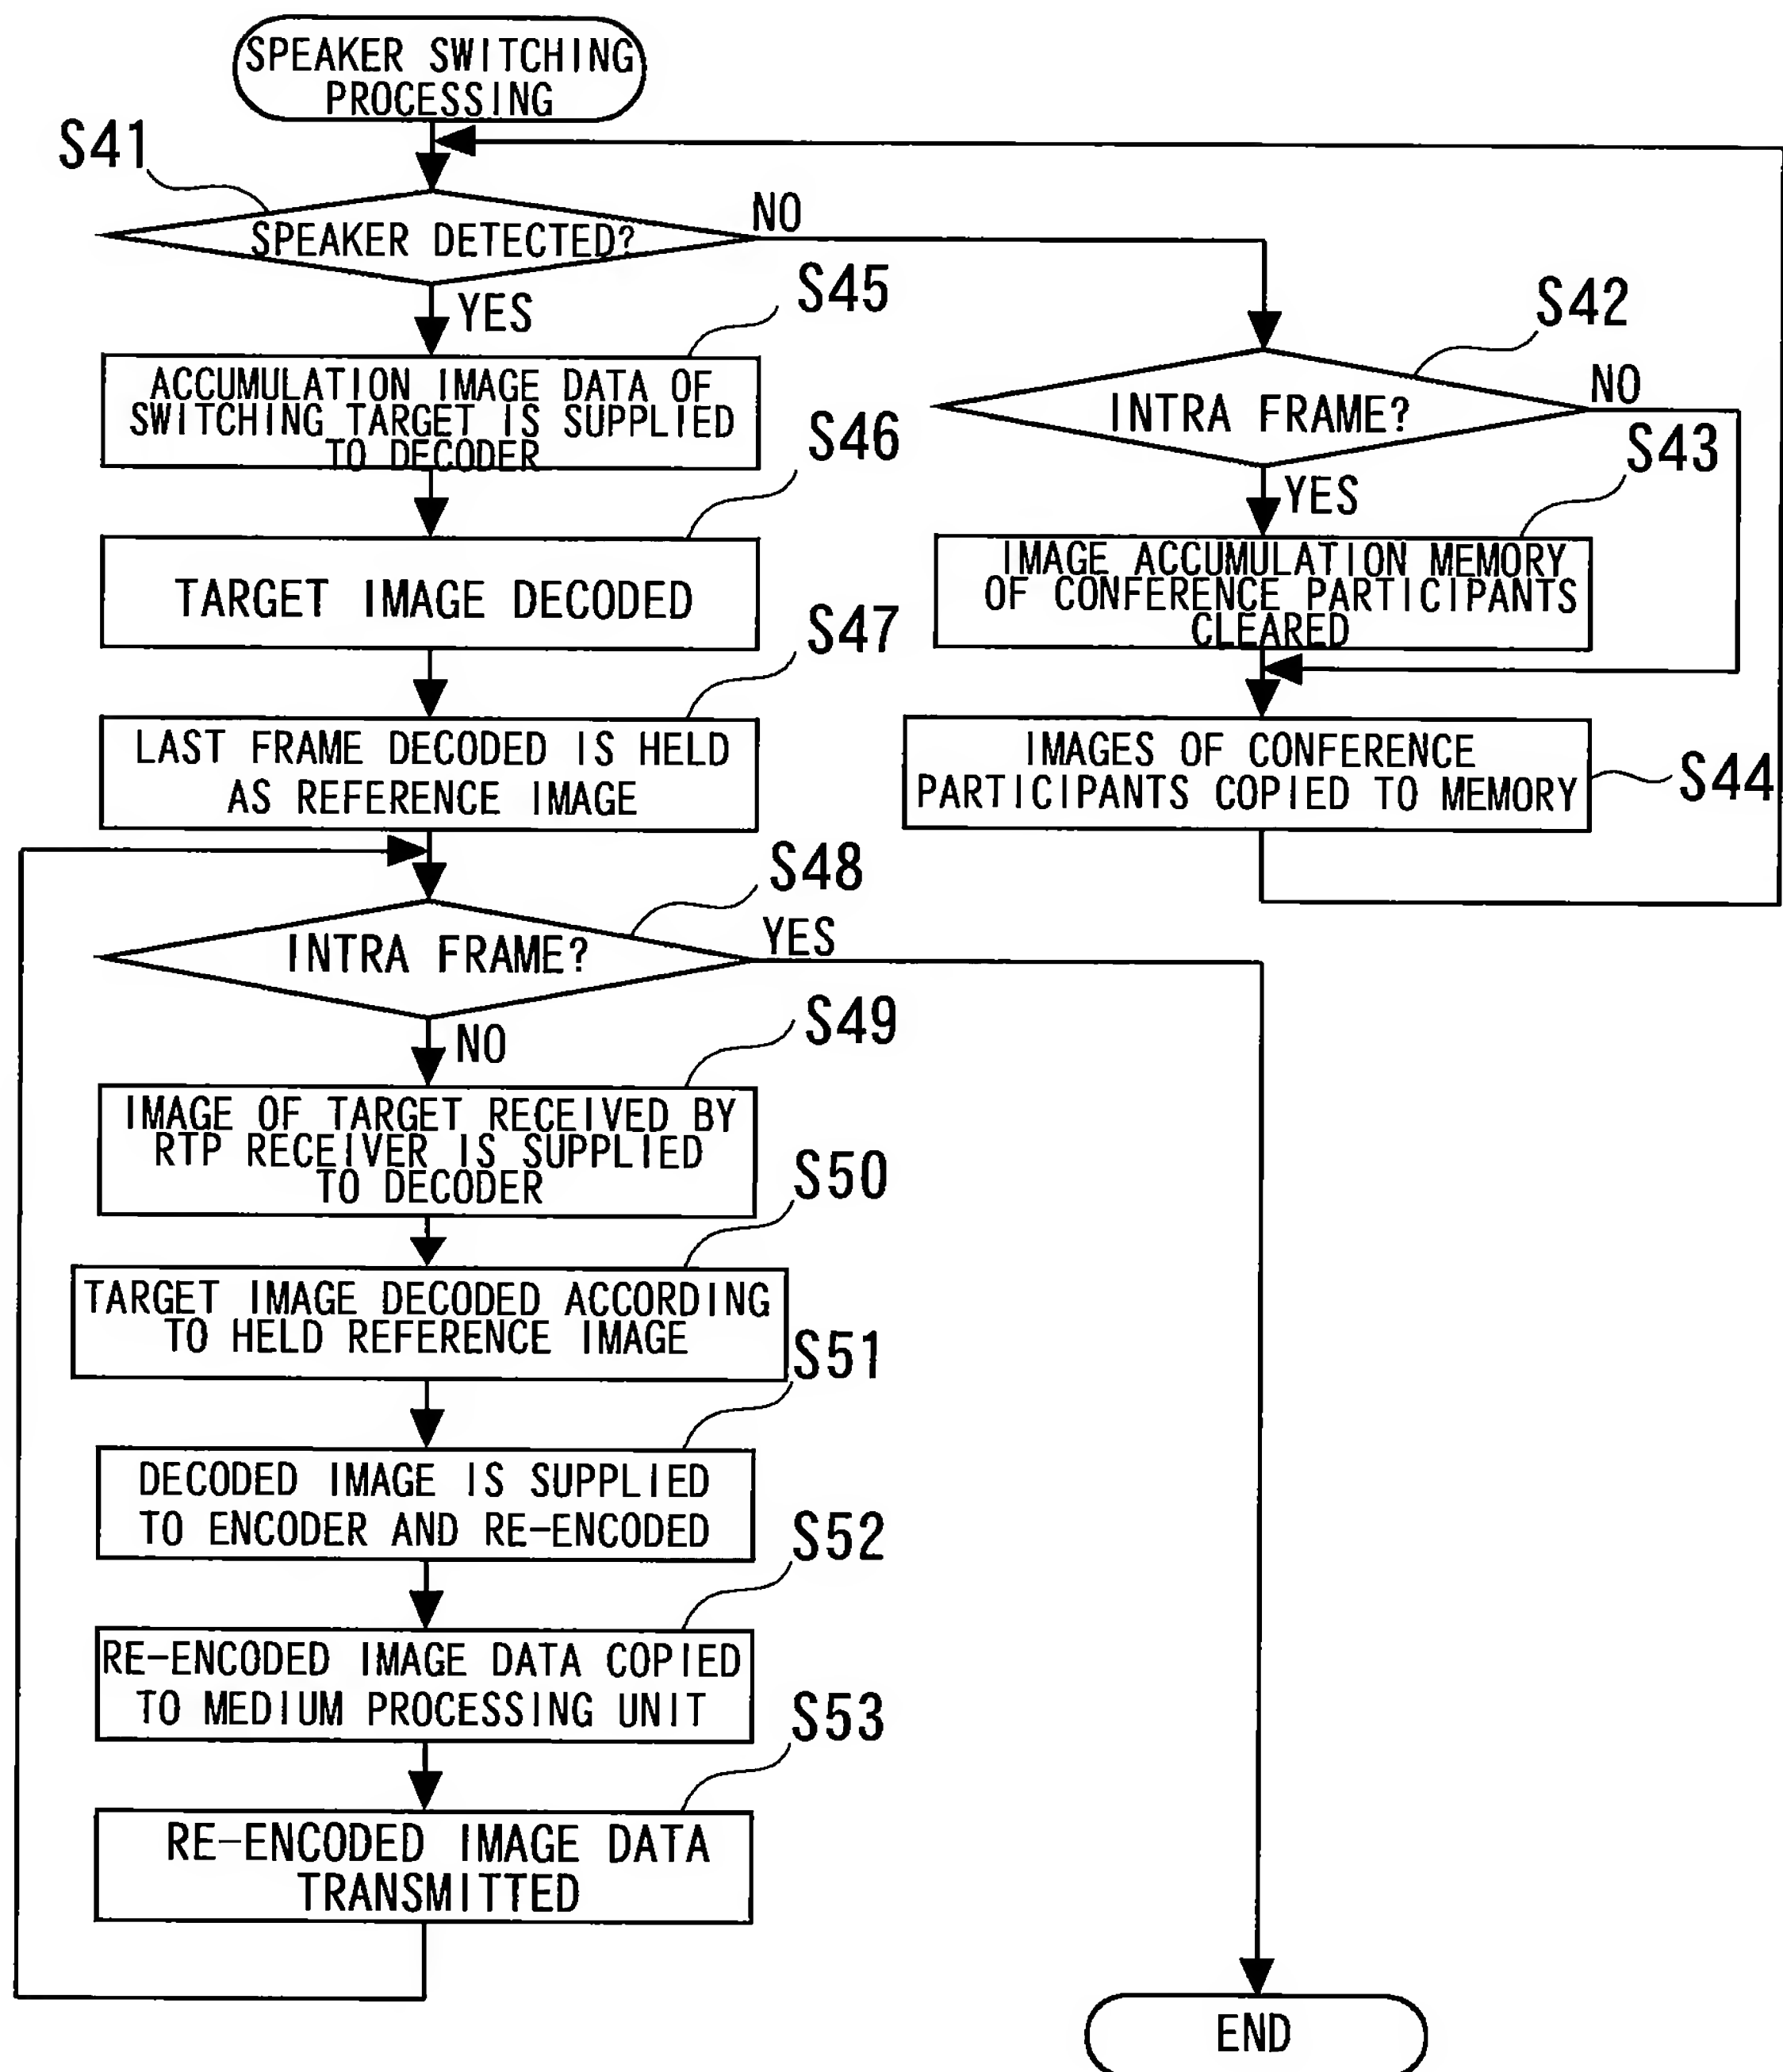 SPEAKER SWITCHING
PROCESSING
S41
SPEAKER DETECTED?
NO
YES
S45
ACCUMULATION IMAGE DATA OF
SWITCHING TARGET IS SUPPLIED
TO DECODER
S42
INTRA FRAME?
NO
YES
S43
IMAGE ACCUMULATION MEMORY
OF CONFERENCE PARTICIPANTS
CLEARED
S46
TARGET IMAGE DECODED
S47
LAST FRAME DECODED IS HELD
AS REFERENCE IMAGE
IMAGES OF CONFERENCE
PARTICIPANTS COPIED TO MEMORY
S44
S48
INTRA FRAME?
YES
NO
S49
IMAGE OF TARGET RECEIVED BY
RTP RECEIVER IS SUPPLIED
TO DECODER
S50
TARGET IMAGE DECODED ACCORDING
TO HELD REFERENCE IMAGE
S51
DECODED IMAGE IS SUPPLIED
TO ENCODER AND RE-ENCODED
S52
RE-ENCODED IMAGE DATA COPIED
TO MEDIUM PROCESSING UNIT
S53
RE-ENCODED IMAGE DATA
TRANSMITTED
END